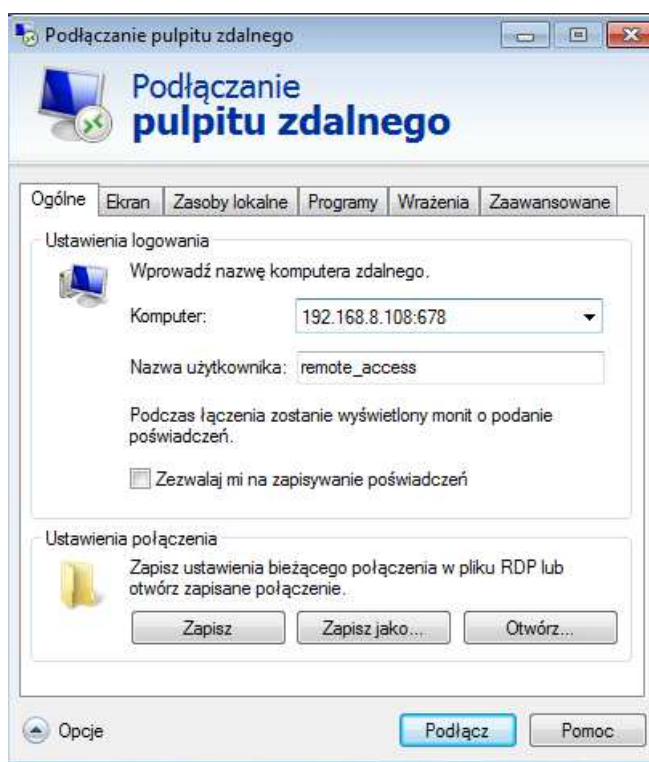 Podłączanie pulpitu zdalnego
Podłączanie
pulpitu zdalnego
Ogólne Ekran Zasoby lokalne Programy Wrażenia Zaawansowane
Ustawienia logowania
Wprowadź nazwę komputera zdalnego.
Komputer: 192.168.8.108:678
Nazwa użytkownika: remote_access
Podczas łączenia zostanie wyświetlony monit o podanie
poświadczeń.
Zezwalaj mi na zapisywanie poświadczeń
Ustawienia połączenia
Zapisz ustawienia bieżącego połączenia w pliku RDP lub
otwórz zapisane połączenie.
Zapisz Zapisz jako... Otwórz...
Opcje Podłącz Pomoc